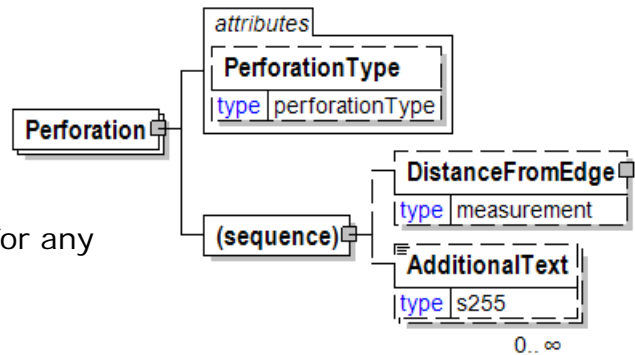 attributes
PerforationType
type perforationType
Perforation
DistanceFromEdge
type measurement
or any
(sequence)
AdditionalText
type s255
0.. ∞